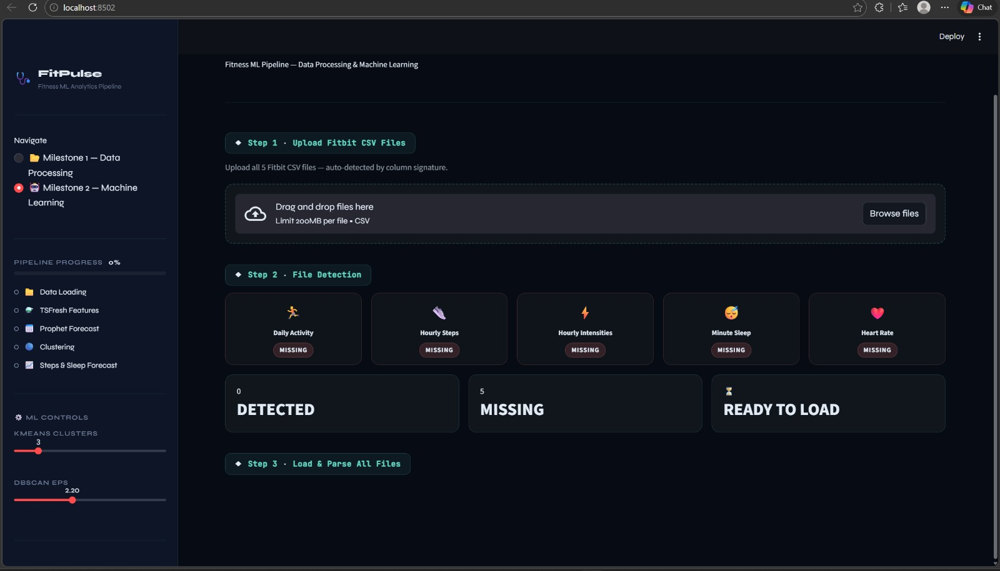 localhost:8502
Chat
Deploy
FitPulse
Fitness ML Analytics Pipeline
Navigate
Milestone 1 — Data
Processing
Milestone 2 — Machine
Learning
PIPELINE PROGRESS 0%
Data Loading
TSFresh Features
Prophet Forecast
Clustering
Steps & Sleep Forecast
ML CONTROLS
KMEANS CLUSTERS
3
DBSCAN EPS
2.20
Fitness ML Pipeline — Data Processing & Machine Learning
Step 1 · Upload Fitbit CSV Files
Upload all 5 Fitbit CSV files — auto-detected by column signature.
Drag and drop files here
Limit 200MB per file • CSV
Browse files
Step 2 · File Detection
Daily Activity
MISSING
Hourly Steps
MISSING
Hourly Intensities
MISSING
Minute Sleep
MISSING
Heart Rate
MISSING
0
DETECTED
5
MISSING
READY TO LOAD
Step 3 · Load & Parse All Files